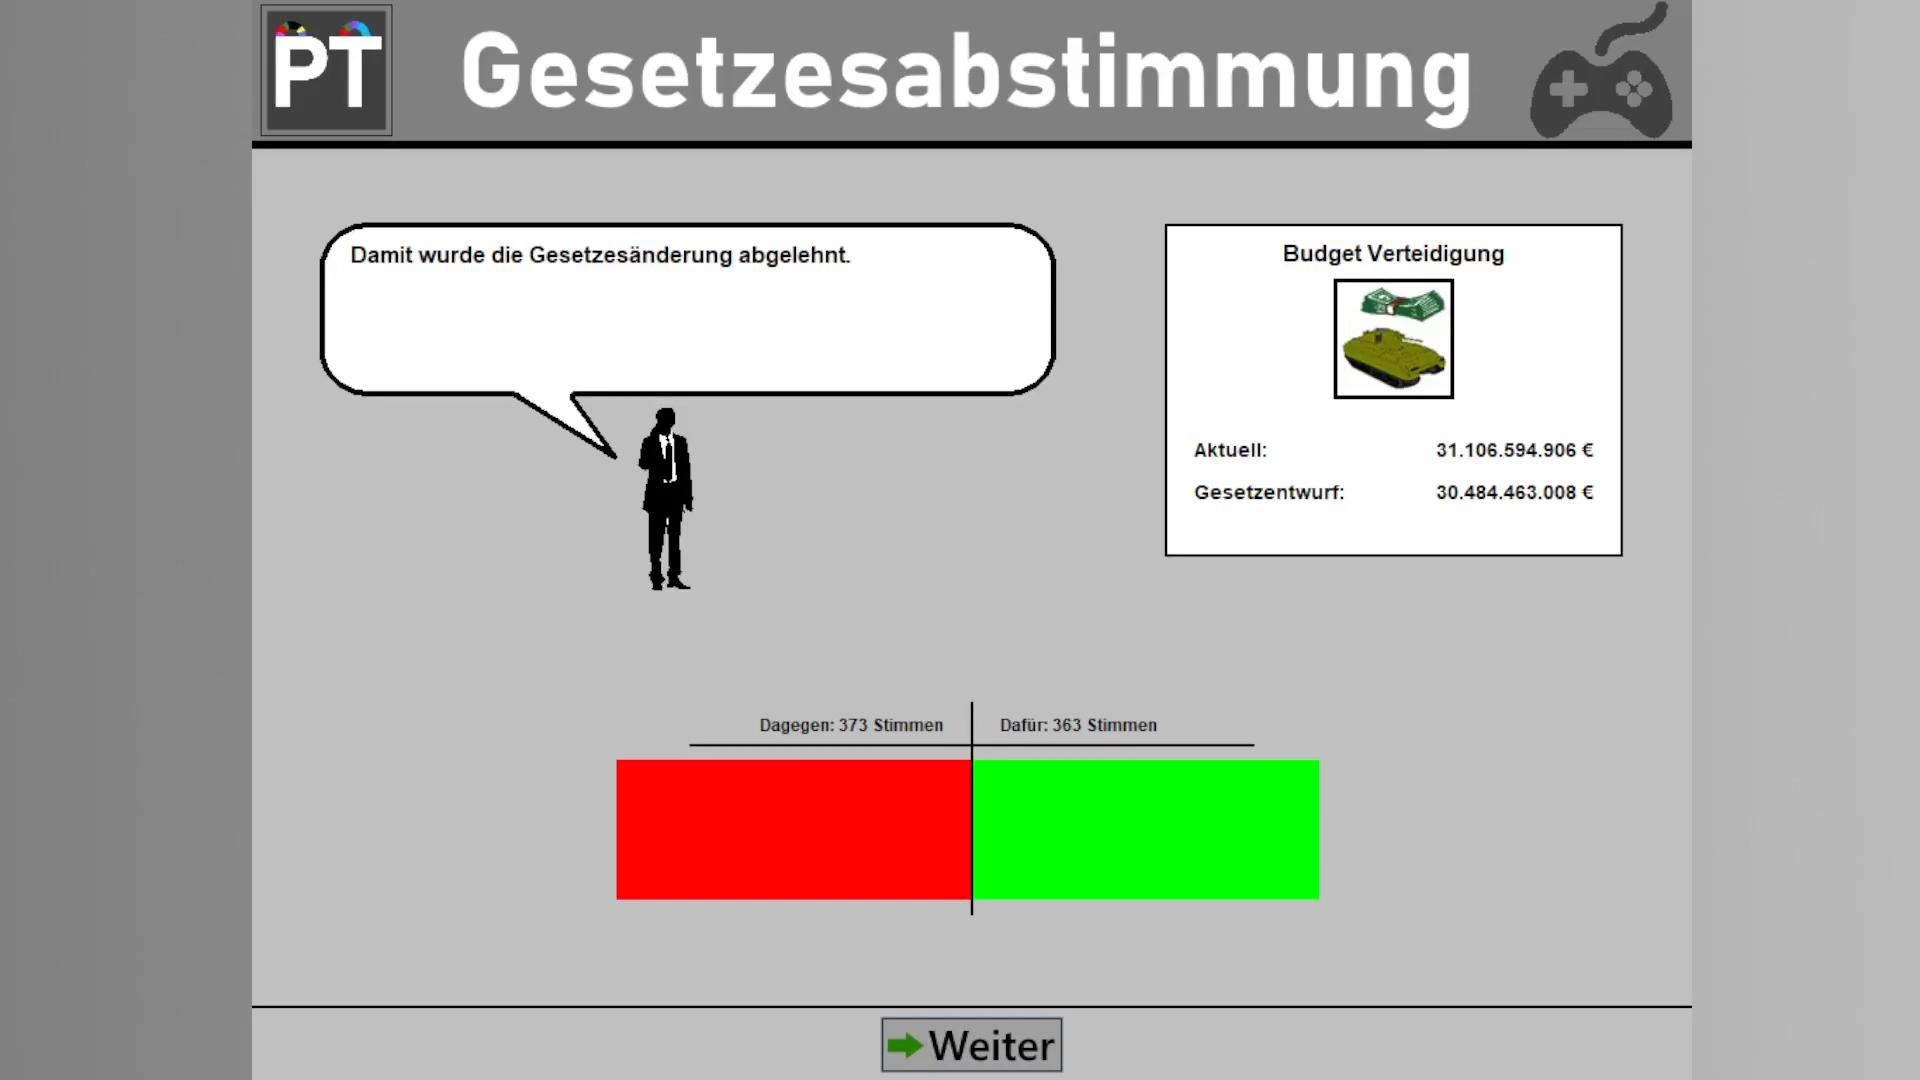 PT Gesetzesabstimmung
Damit wurde die Gesetzesänderung abgelehnt.
Budget Verteidigung
Aktuell: 31.106.594.906 €
Gesetzentwurf: 30.484.463.008 €
Dagegen: 373 Stimmen Dafür: 363 Stimmen
Weiter